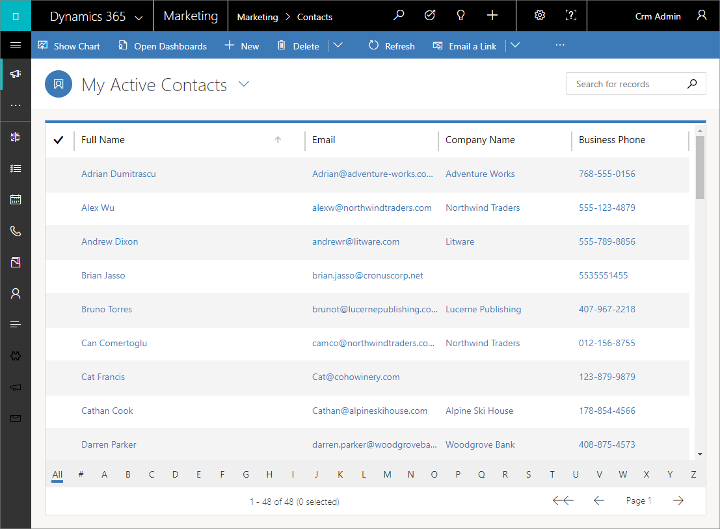 Dynamics 365 Marketing Marketing > Contacts Crm Admin
Show Chart Open Dashboards New Delete Refresh Email a Link ...
My Active Contacts Search for records
Full Name Email Company Name Business Phone
Adrian Dumitrascu Adrian@adventure-works.co... Adventure Works 768-555-0156
Alex Wu alexw@northwindtraders.com Northwind Traders 555-123-4879
Andrew Dixon andrewr@litware.com Litware 555-789-8856
Brian Jasso brian.jasso@cronuscorp.net 5535551455
Bruno Torres brunot@lucernepublishing.co... Lucerne Publishing 407-967-2218
Can Comertoglu camco@northwindtraders.co... Northwind Traders 012-156-8755
Cat Francis Cat@cohowinery.com 123-879-9879
Cathan Cook Cathan@alpineskihouse.com Alpine Ski House 178-854-4566
Darren Parker darren.parker@woodgroveba... Woodgrove Bank 408-875-4573
All # A B C D E F G H I J K L M N O P Q R S T U V W X Y Z
1 - 48 of 48 (0 selected) Page 1